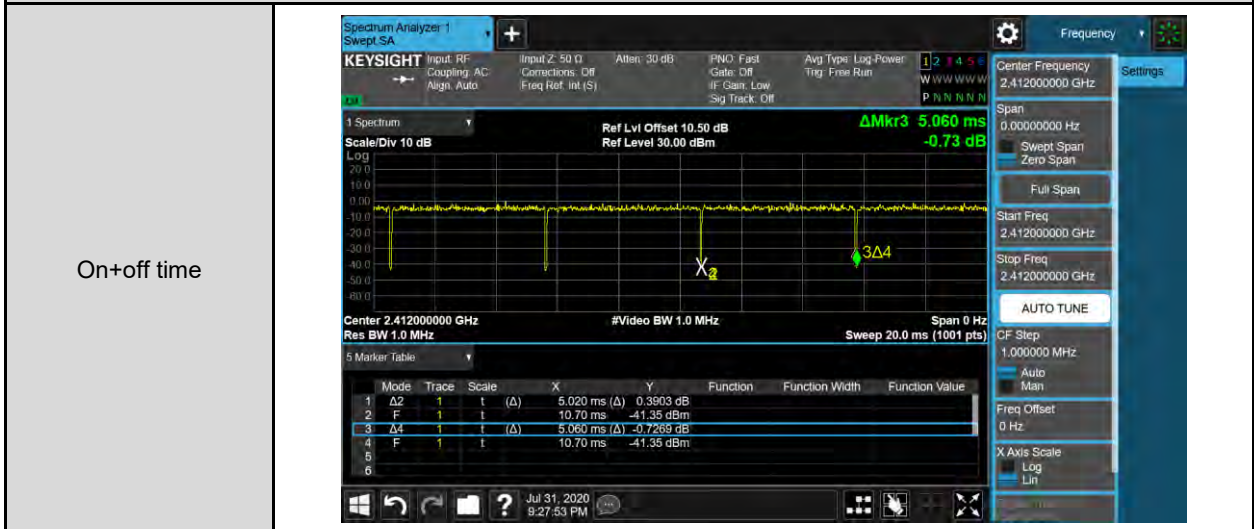 On+off time
Spectrum Analyzer 1
Swept SA
+
Frequency
KEYSIGHT
Input: RF
Coupling: AC
Align: Auto
Input Z: 50 Ω
Corrections: Off
Freq Ref: Int (S)
Atten: 30 dB
PNO: Fast
Gate: Off
IF Gain: Low
Sig Track: Off
Avg Type: Log-Power
Trig: Free Run
1 2 3 4 5 6
W W W W W W
P N N N N N
1 Spectrum
Scale/Div 10 dB
Ref Lvl Offset 10.50 dB
Ref Level 30.00 dBm
ΔMkr3 5.060 ms
-0.73 dB
Log
20.0
10.0
0.00
-10.0
-20.0
-30.0
-40.0
-50.0
-60.0
3Δ4
Center 2.412000000 GHz
Res BW 1.0 MHz
#Video BW 1.0 MHz
Span 0 Hz
Sweep 20.0 ms (1001 pts)
5 Marker Table
Mode Trace Scale X Y Function Function Width Function Value
1 Δ2 1 t (Δ) 5.020 ms (Δ) 0.3903 dB
2 F 1 t 10.70 ms -41.35 dBm
3 Δ4 1 t (Δ) 5.060 ms (Δ) -0.7269 dB
4 F 1 t 10.70 ms -41.35 dBm
5
6
?
Jul 31, 2020
9:27:53 PM
Center Frequency
2.412000000 GHz
Settings
Span
0.00000000 Hz
Swept Span
Zero Span
Full Span
Start Freq
2.412000000 GHz
Stop Freq
2.412000000 GHz
AUTO TUNE
CF Step
1.000000 MHz
Auto
Man
Freq Offset
0 Hz
X Axis Scale
Log
Lin